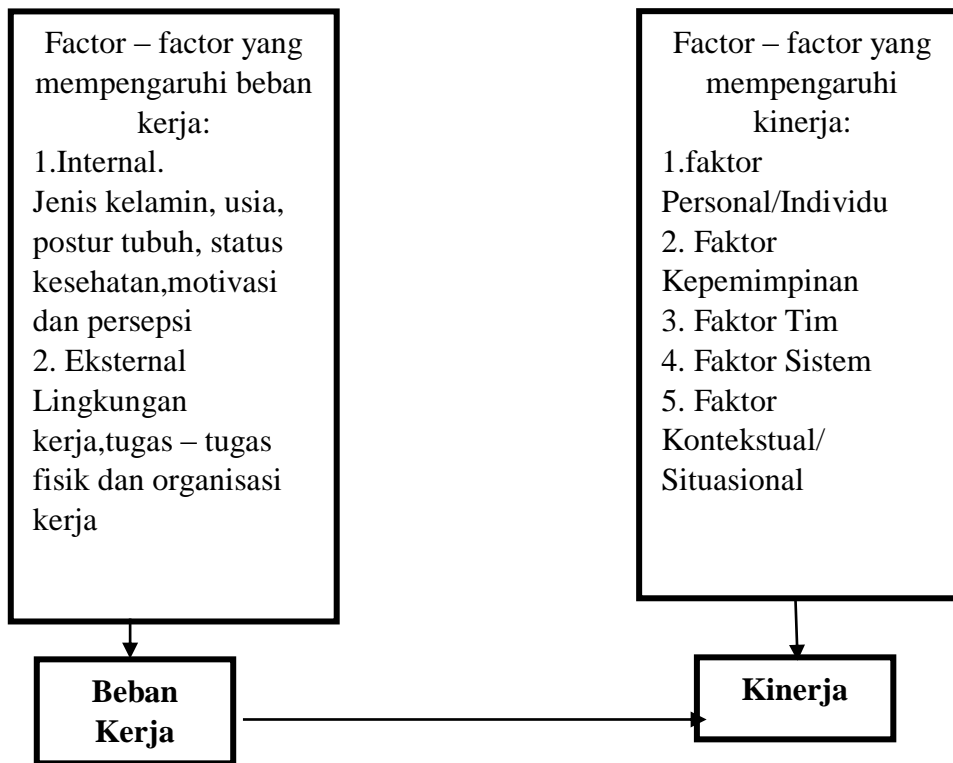 Factor – factor yang
mempengaruhi beban
kerja:
1.Internal.
Jenis kelamin, usia,
postur tubuh, status
kesehatan,motivasi
dan persepsi
2. Eksternal
Lingkungan
kerja,tugas – tugas
fisik dan organisasi
kerja
Factor – factor yang
mempengaruhi
kinerja:
1.faktor
Personal/Individu
2. Faktor
Kepemimpinan
3. Faktor Tim
4. Faktor Sistem
5. Faktor
Kontekstual/
Situasional
Beban
Kerja
Kinerja